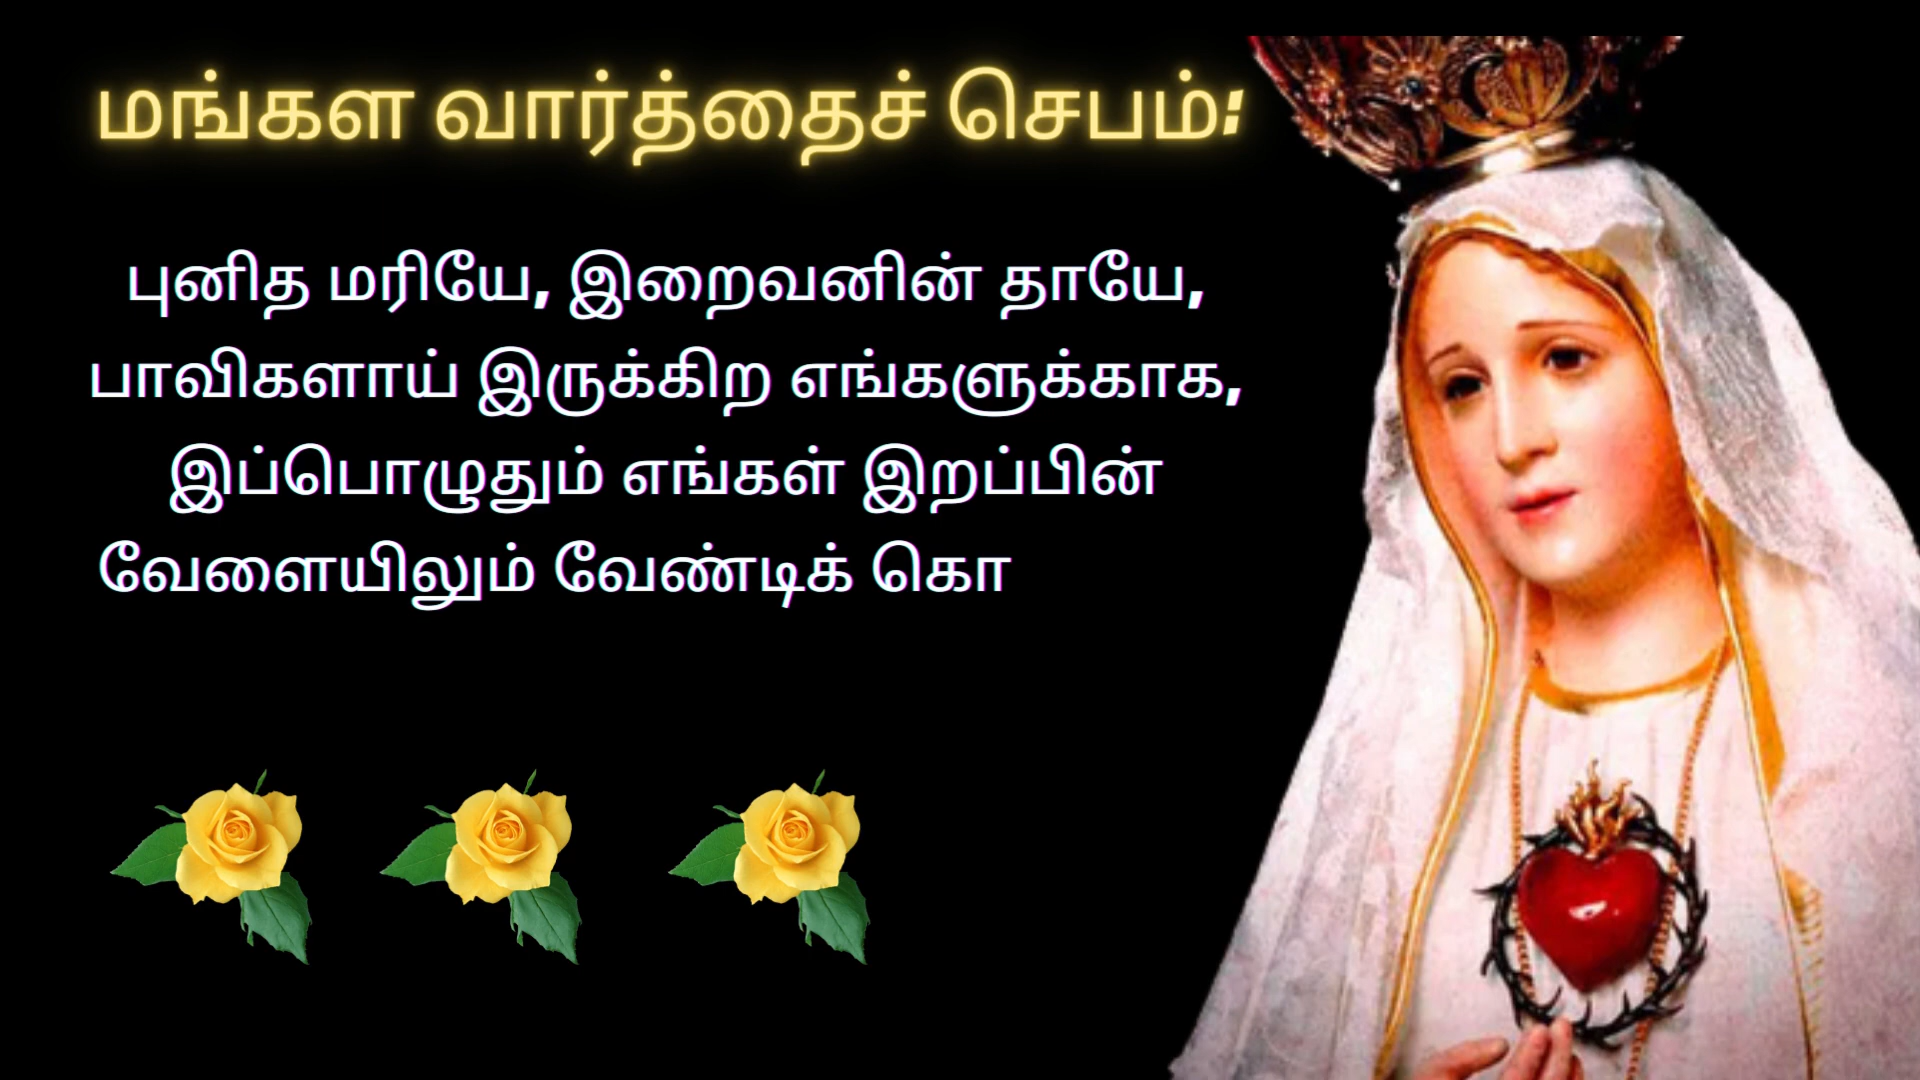 மங்கள வார்த்தைச் செபம்:
புனித மரியே, இறைவனின் தாயே,
பாவிகளாய் இருக்கிற எங்களுக்காக,
இப்பொழுதும் எங்கள் இறப்பின்
வேளையிலும் வேண்டிக் கொ